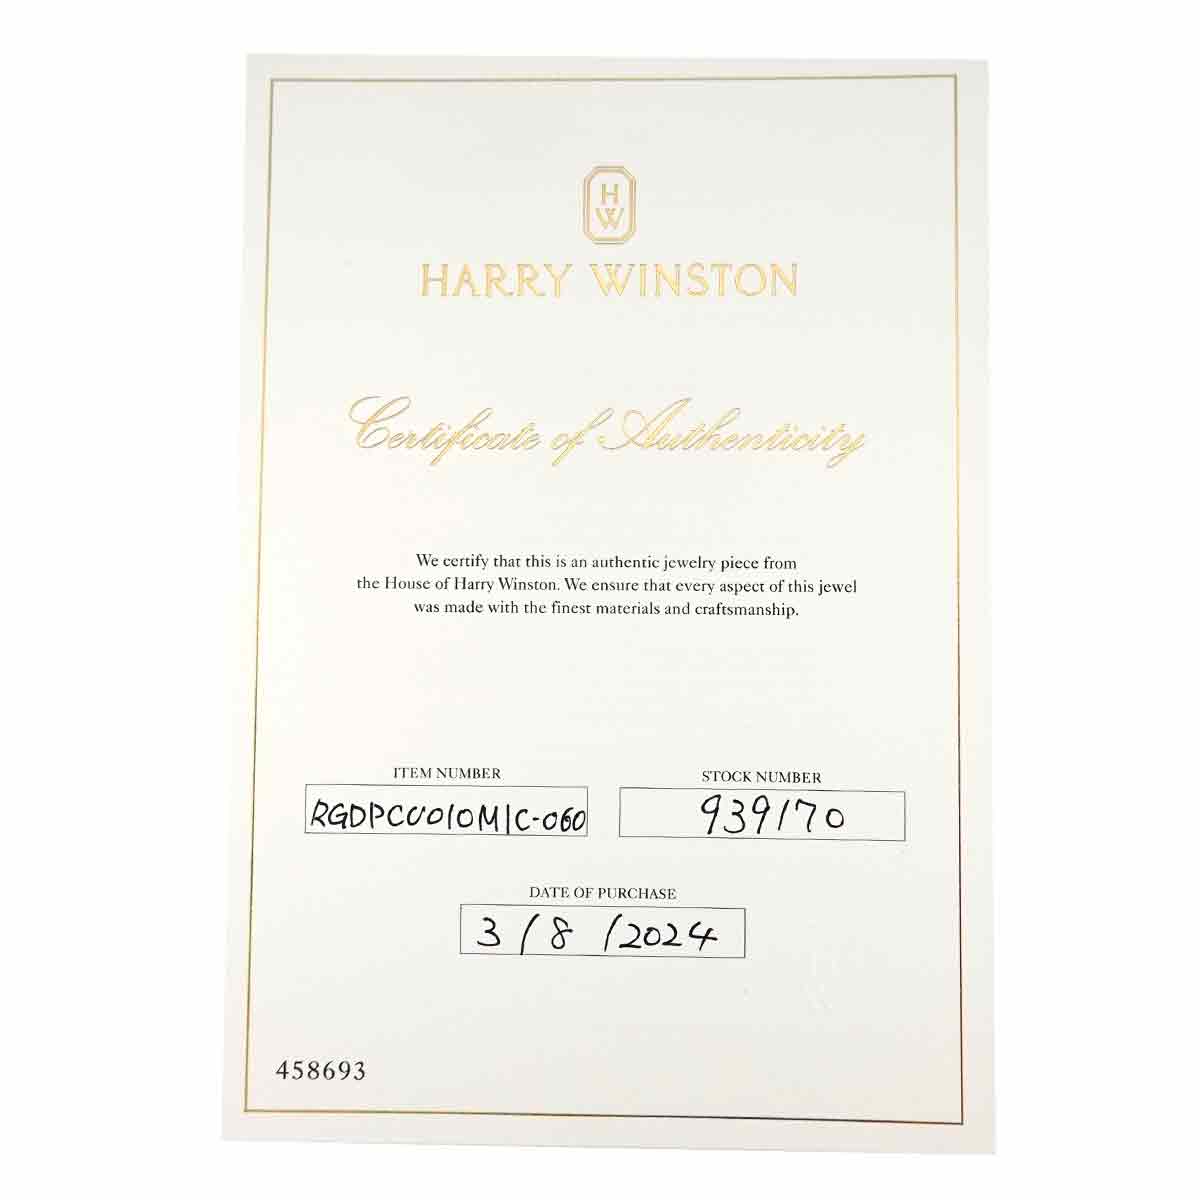 H
W
HARRY WINSTON
Certificate of Authenticity
We certify that this is an authentic jewelry piece from
the House of Harry Winston. We ensure that every aspect of this jewel
was made with the finest materials and craftsmanship.
ITEM NUMBER
RGDPCU010M1C-060
STOCK NUMBER
939170
DATE OF PURCHASE
3/8/2024
458693